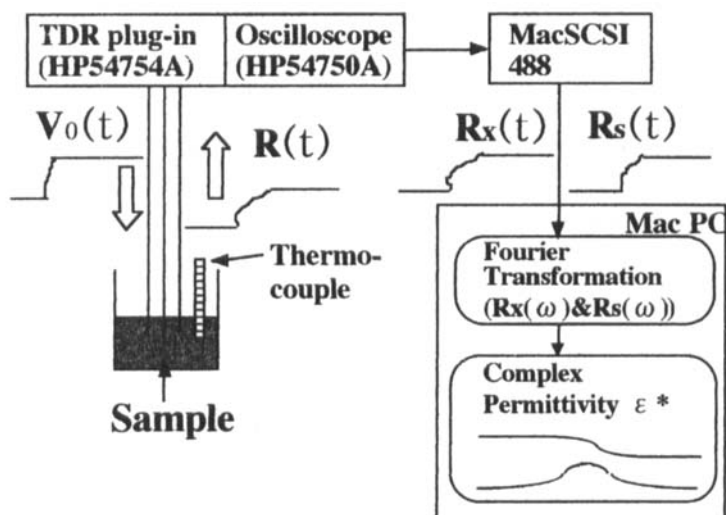 TDR plug-in
(HP54754A)
Oscilloscope
(HP54750A)
MacSCSI
488
V0(t)
R(t)
Rx(t)
Rs(t)
Thermo-
couple
Sample
Mac PC
Fourier
Transformation
(Rx(ω)&Rs(ω))
Complex
Permittivity ε *